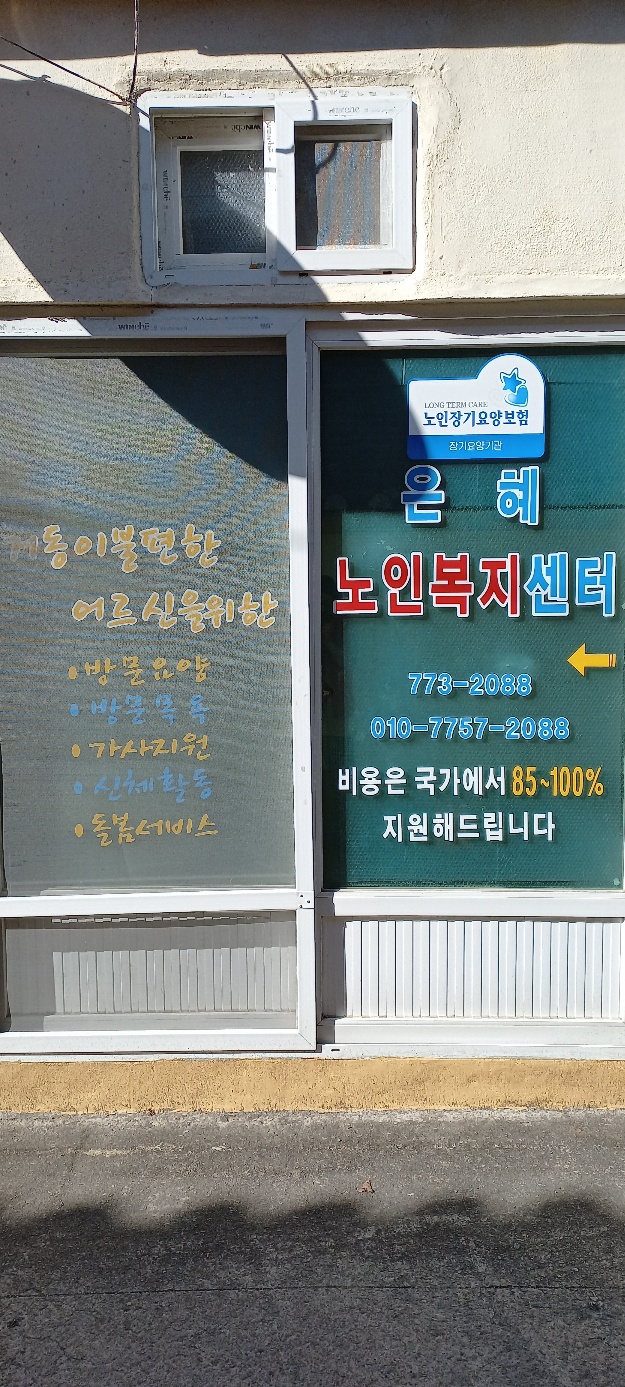 거동이불편한
어르신을위한
•방문요양
•방문목욕
•가사지원
•신체활동
•돌봄서비스
LONG TERM CARE
노인장기요양보험
장기요양기관
은 혜
노인복지센터
773-2088
010-7757-2088
비용은 국가에서 85~100%
지원해드립니다